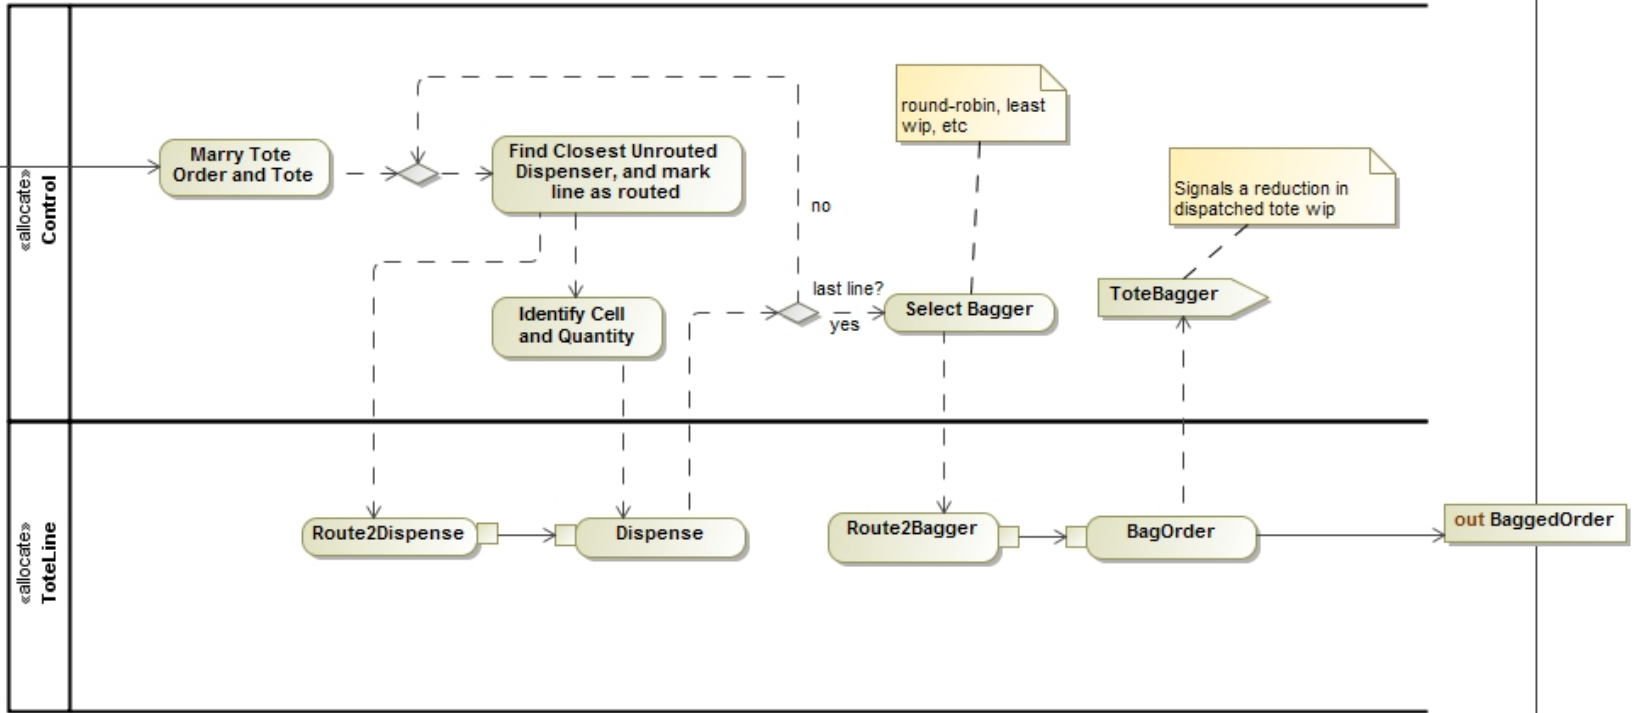 «allocate»
Control
Marry Tote
Order and Tote
Find Closest Unrouted
Dispenser, and mark
line as routed
Identify Cell
and Quantity
no
last line?
yes
round-robin, least
wip, etc
Select Bagger
Signals a reduction in
dispatched tote wip
ToteBagger
«allocate»
ToteLine
Route2Dispense
Dispense
Route2Bagger
BagOrder
out BaggedOrder